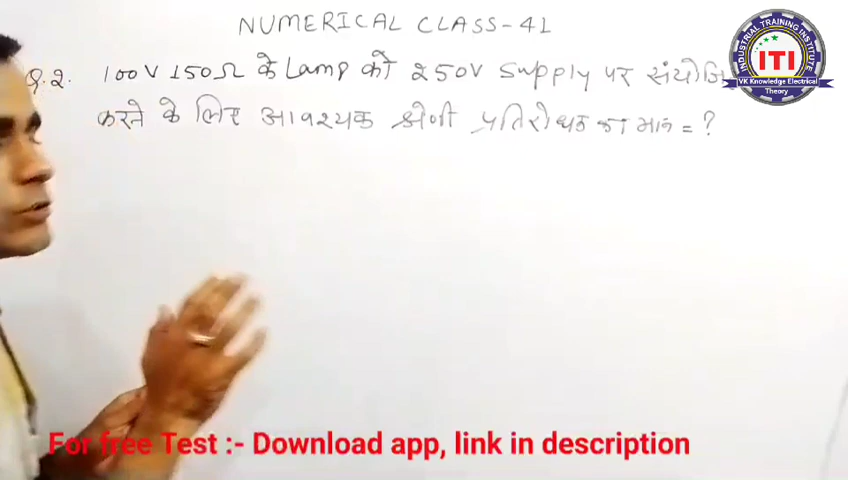 NUMERICAL CLASS-41
Q.2. 100V 150Ω के Lamp को 250V Supply पर
करने के लिए आवश्यक श्रेणी प्रतिरोधक का मान = ?
INDUSTRIAL TRAINING INSTITUTE
ITI
VK Knowledge Electrical
Theory
For free Test :- Download app, link in description